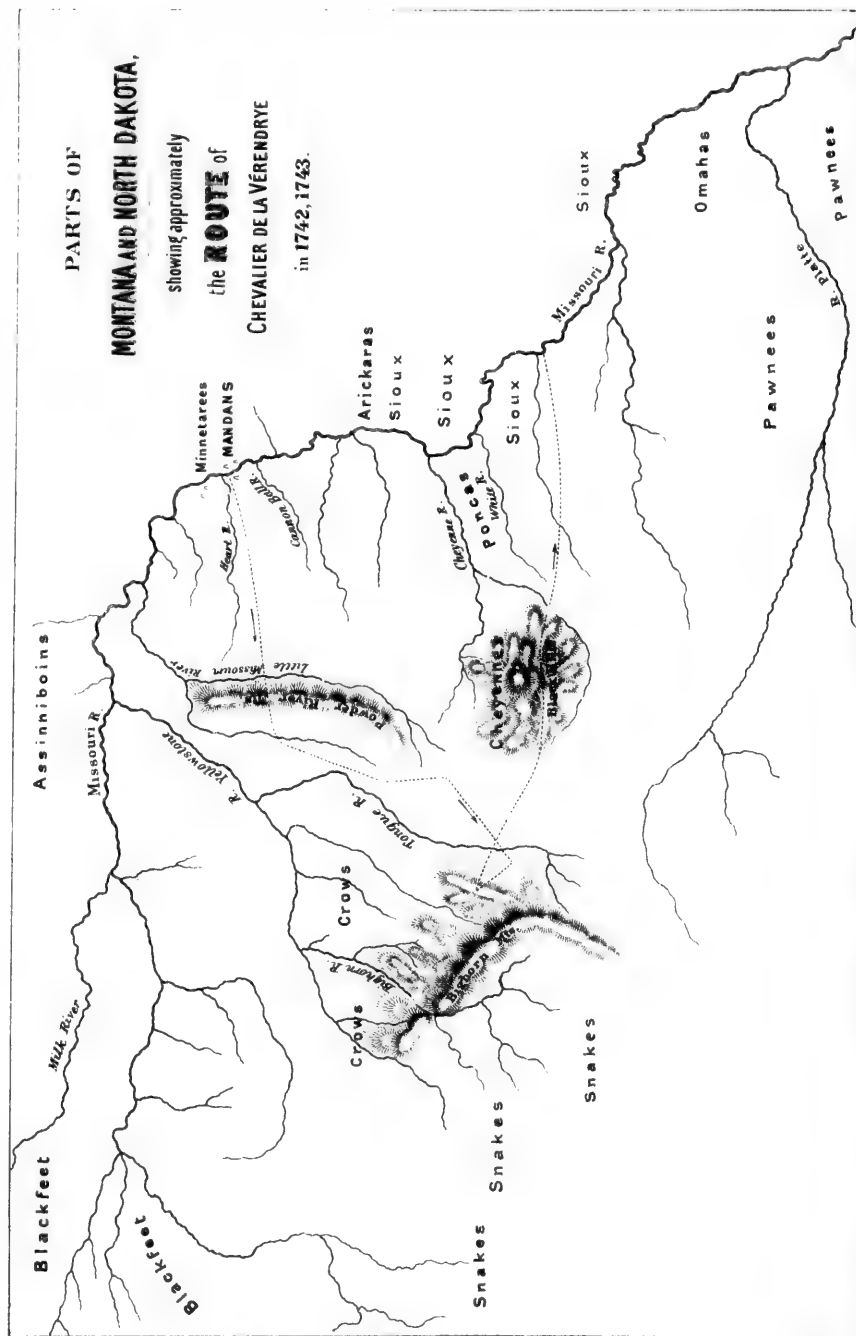 PARTS OF
MONTANA AND NORTH DAKOTA,
showing approximately
the ROUTE of
CHEVALIER DE LA VÉRENDRYE
in 1742, 1743.
Blackfeet
Blackfeet
Milk River
Assinniboins
Missouri R.
R. Yellowstone
Little Missouri River
Powder River Mts
Minnetarees
MANDANS
Heart R.
Cannon Ball R.
Arickaras
Sioux
Sioux
Sioux
Sioux
Cheyenne R.
Poncas
White R.
Missouri R.
Omahas
Pawnees
Pawnees
R. Platte
Cheyennes
Black Hills
Tongue R.
Crows
Crows
Bighorn R.
Bighorn Mts.
Snakes
Snakes
Snakes